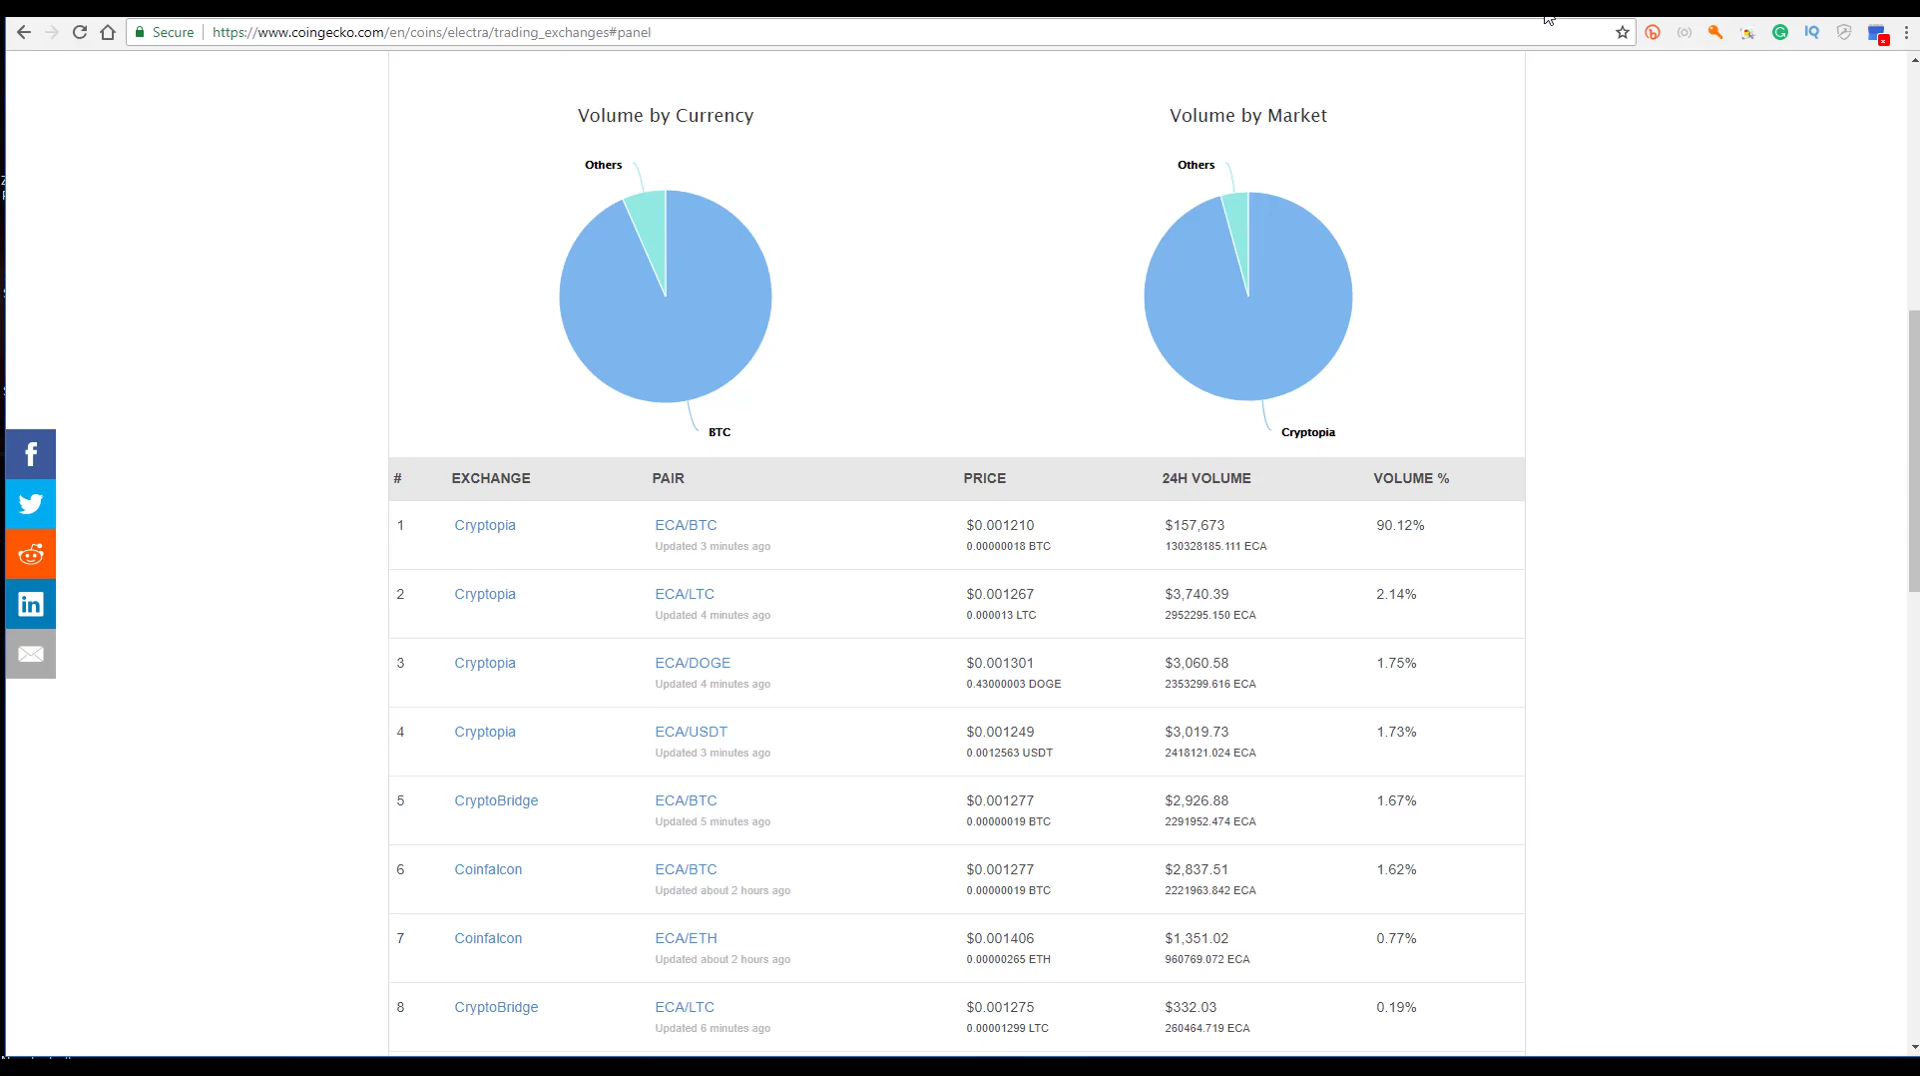 Secure https://www.coingecko.com/en/coins/electra/trading_exchanges#panel
Volume by Currency
Volume by Market
Others
Others
BTC
Cryptopia
# EXCHANGE PAIR PRICE 24H VOLUME VOLUME %
1 Cryptopia ECA/BTC $0.001210 $157,673 90.12%
Updated 3 minutes ago 0.00000018 BTC 130328185.111 ECA
2 Cryptopia ECA/LTC $0.001267 $3,740.39 2.14%
Updated 4 minutes ago 0.000013 LTC 2952295.150 ECA
3 Cryptopia ECA/DOGE $0.001301 $3,060.58 1.75%
Updated 4 minutes ago 0.43000003 DOGE 2353299.616 ECA
4 Cryptopia ECA/USDT $0.001249 $3,019.73 1.73%
Updated 3 minutes ago 0.0012563 USDT 2418121.024 ECA
5 CryptoBridge ECA/BTC $0.001277 $2,926.88 1.67%
Updated 5 minutes ago 0.00000019 BTC 2291952.474 ECA
6 Coinfalcon ECA/BTC $0.001277 $2,837.51 1.62%
Updated about 2 hours ago 0.00000019 BTC 2221963.842 ECA
7 Coinfalcon ECA/ETH $0.001406 $1,351.02 0.77%
Updated about 2 hours ago 0.00000265 ETH 960769.072 ECA
8 CryptoBridge ECA/LTC $0.001275 $332.03 0.19%
Updated 6 minutes ago 0.00001299 LTC 260464.719 ECA